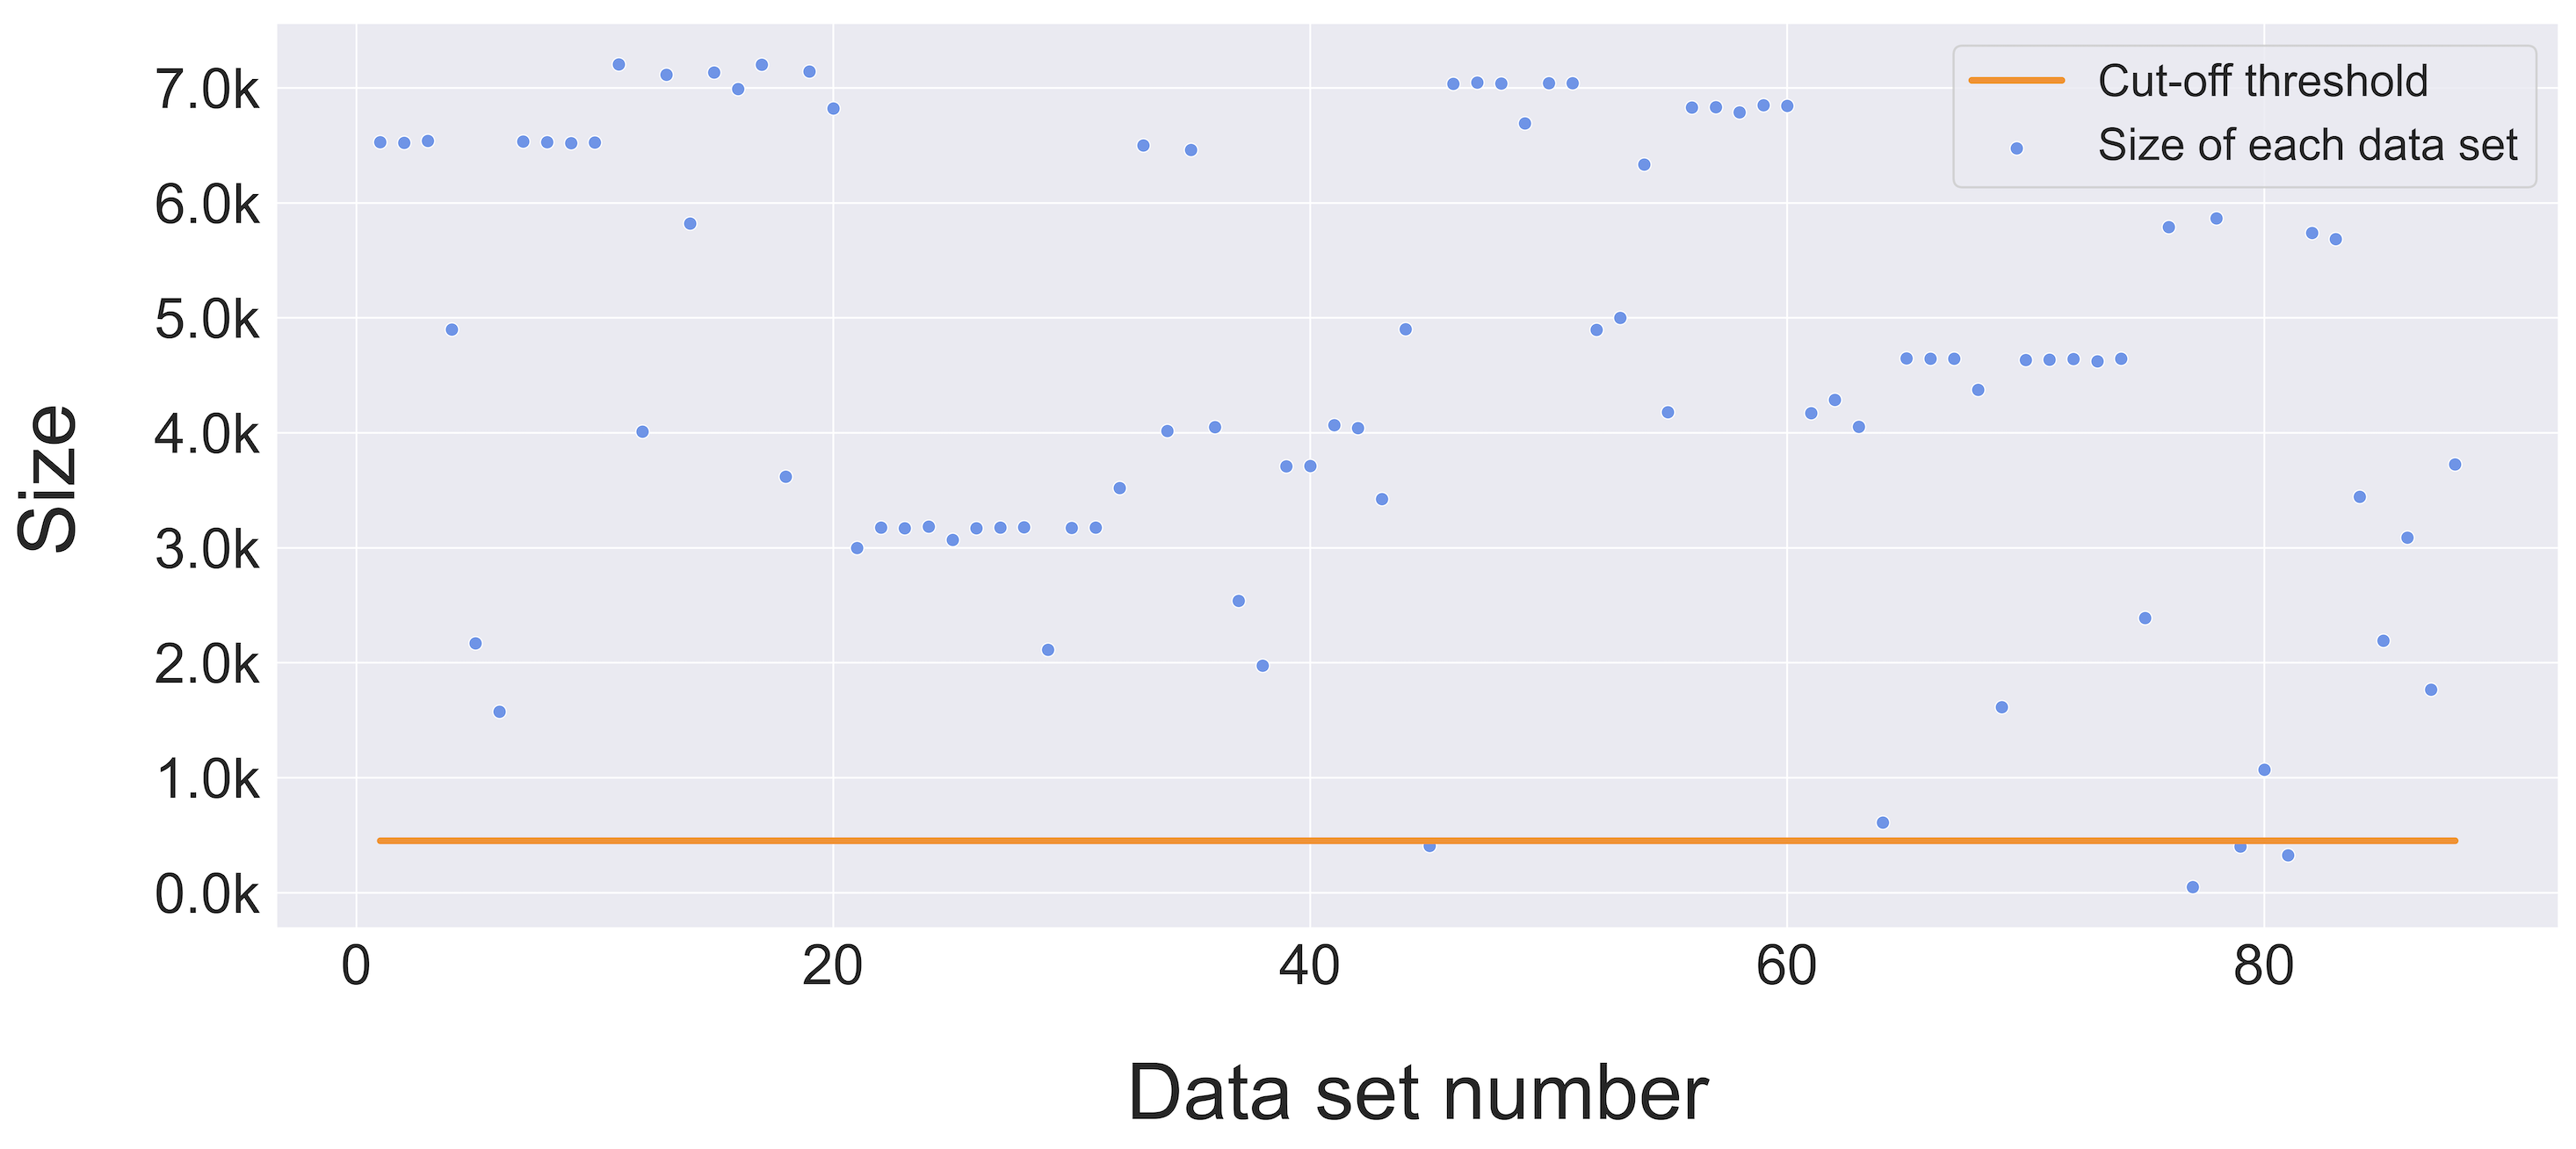 7.0k
6.0k
5.0k
4.0k
3.0k
2.0k
1.0k
0.0k
Size
Cut-off threshold
Size of each data set
0 20 40 60 80
Data set number